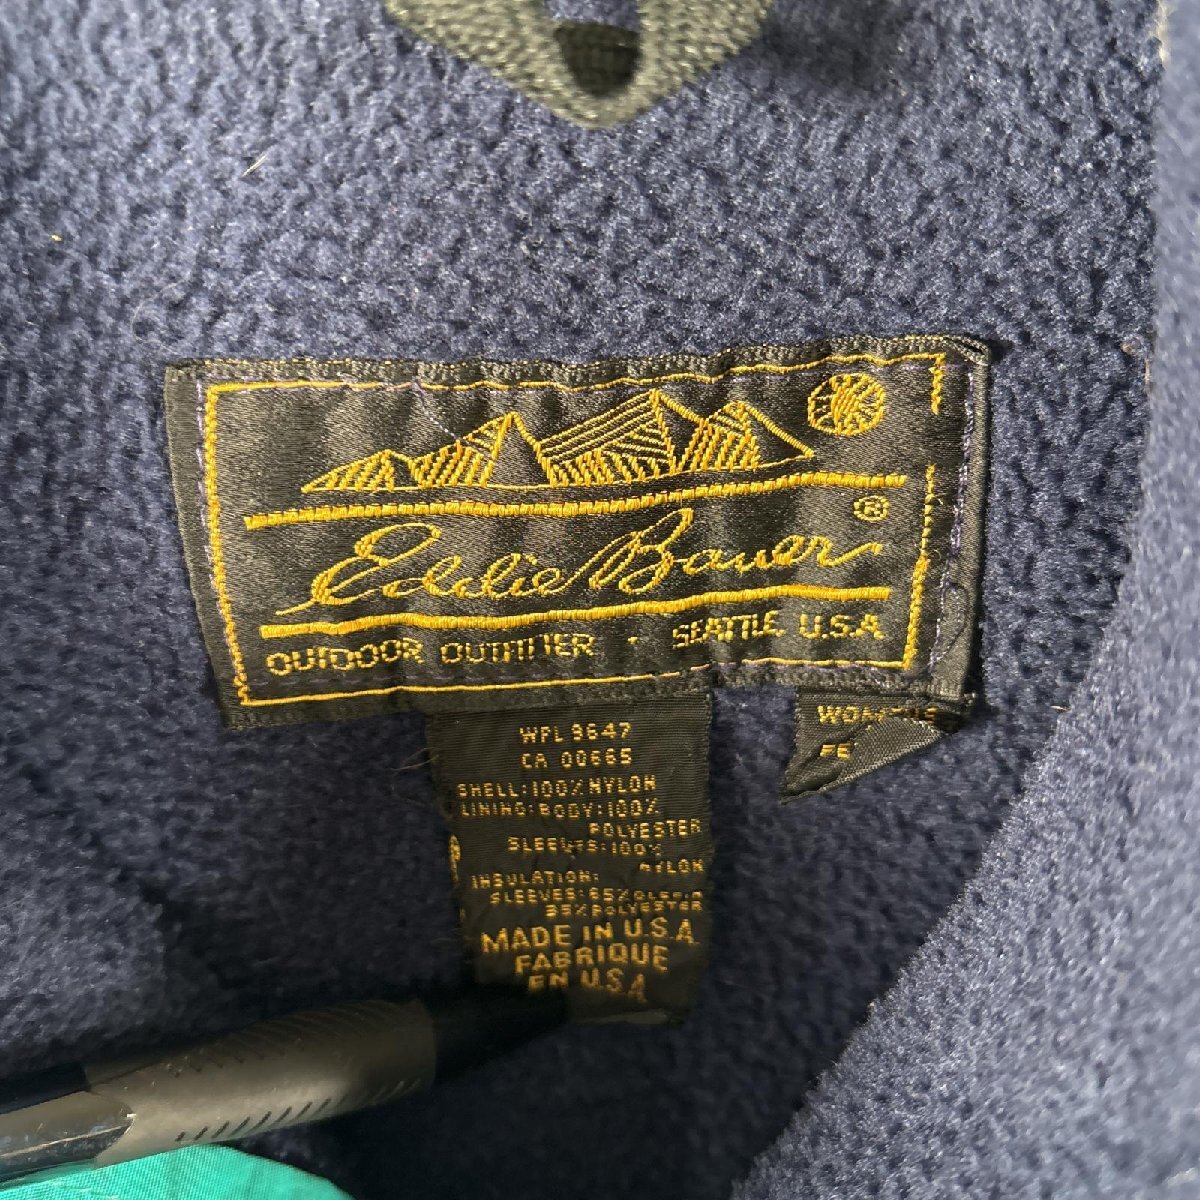 Eddie Bauer ®
OUTDOOR OUTFITTER · SEATTLE, U.S.A
WPL 9647
CA 00665
SHELL: 100% NYLON
LINING: BODY: 100%
POLYESTER
SLEEVES: 100%
NYLON
INSULATION:
SLEEVES: 65%
35% POLYESTER
MADE IN U.S.A.
FABRIQUE
EN U.S.A
WOMENS